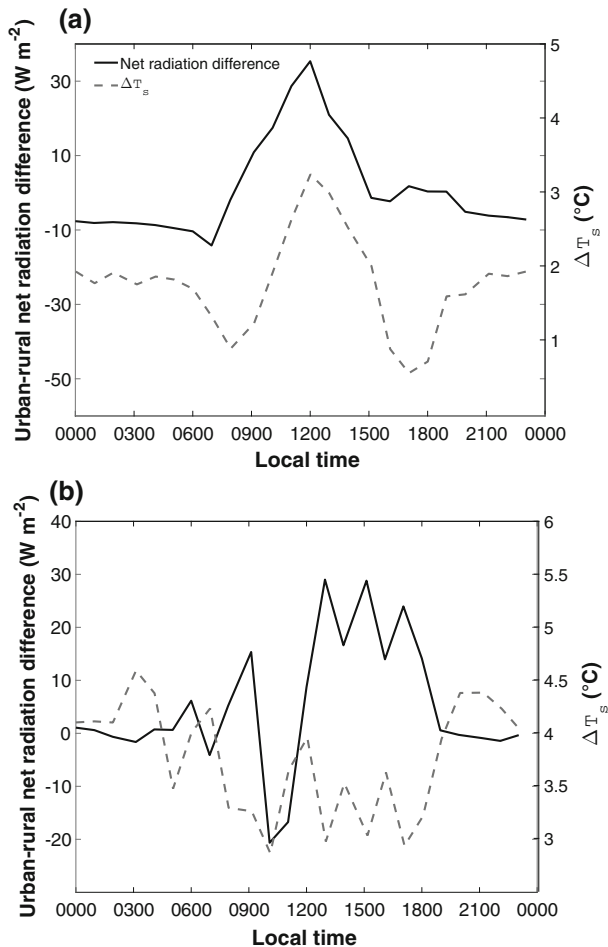 (a)
Urban-rural net radiation difference (W m⁻²)
30
10
-10
-30
-50
Net radiation difference
ΔTₛ
5
4
3
2
1
ΔTₛ (°C)
0000 0300 0600 0900 1200 1500 1800 2100 0000
Local time
(b)
Urban-rural net radiation difference (W m⁻²)
40
30
20
10
0
-10
-20
6
5.5
5
4.5
4
3.5
3
ΔTₛ (°C)
0000 0300 0600 0900 1200 1500 1800 2100 0000
Local time